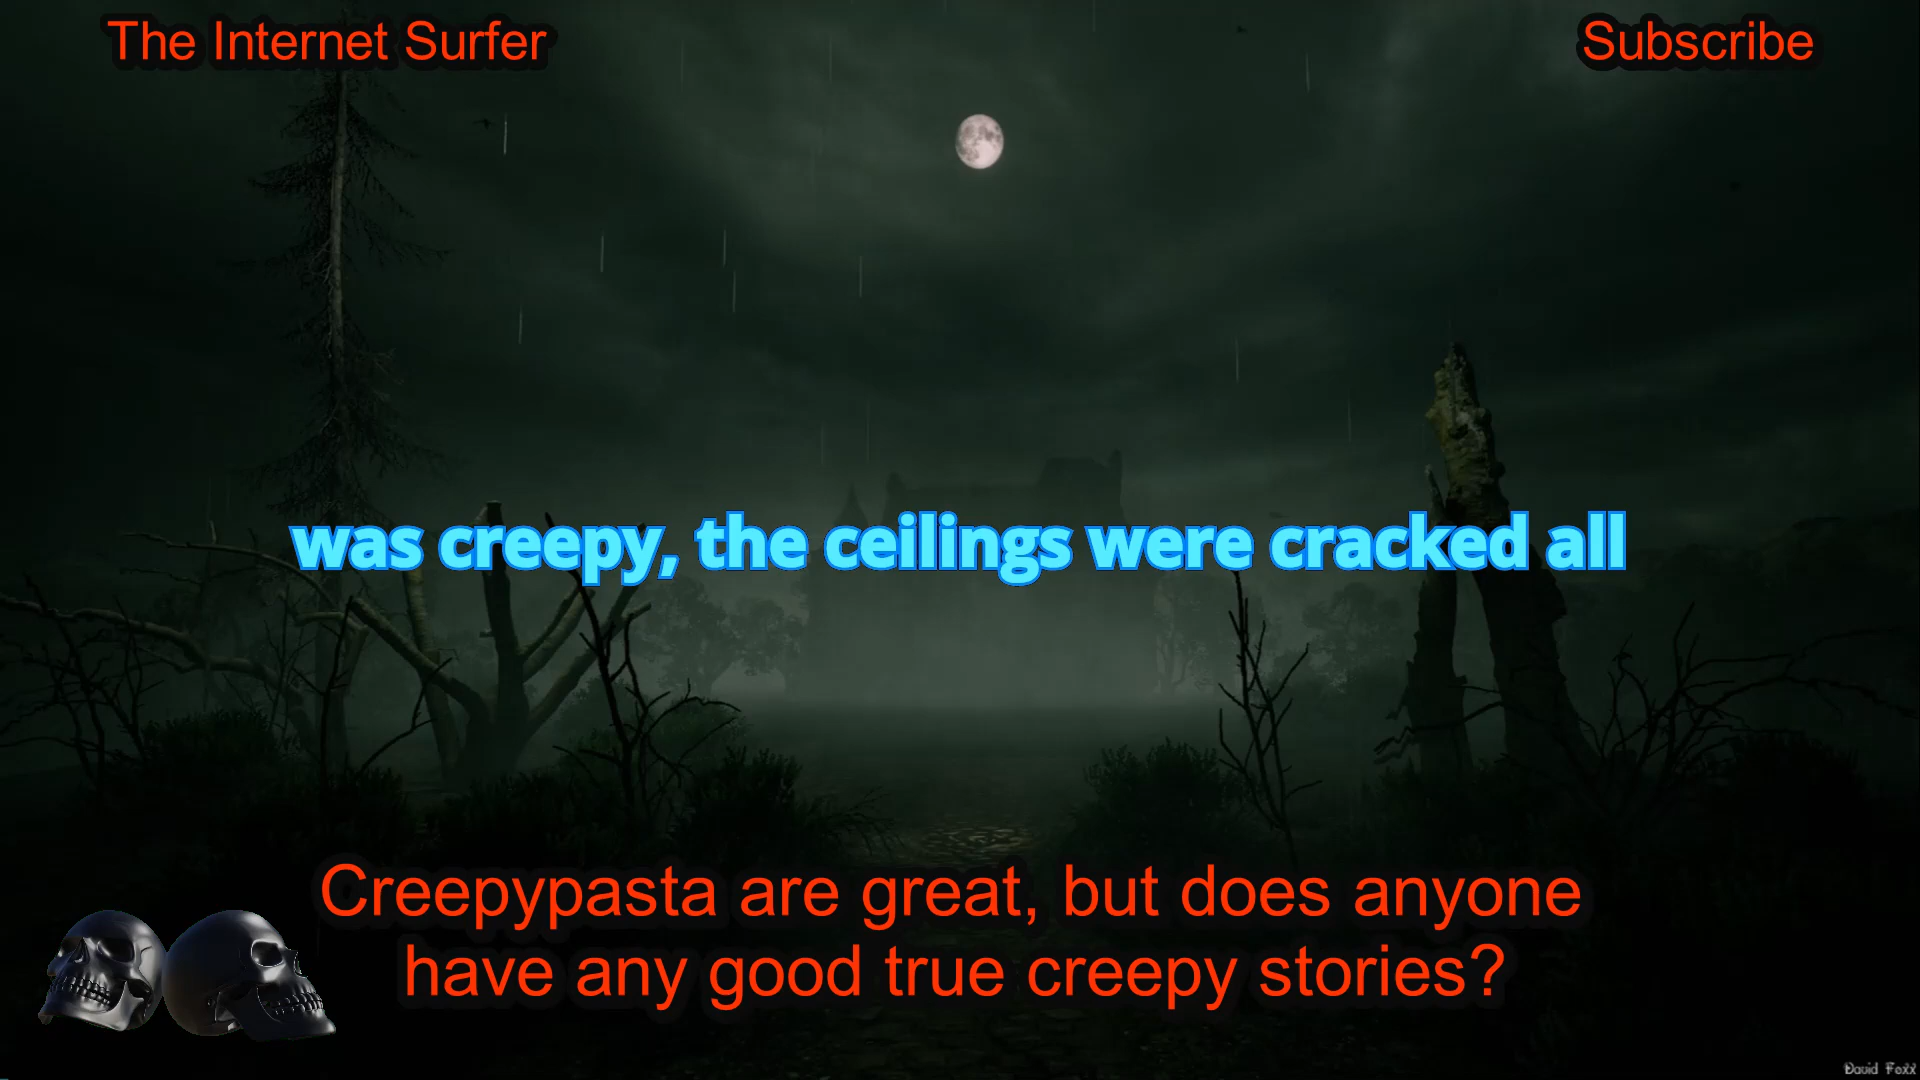 The Internet Surfer
Subscribe
was creepy, the ceilings were cracked all
Creepypasta are great, but does anyone
have any good true creepy stories?
David Foxx